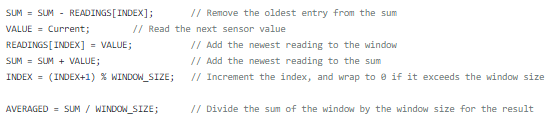 SUM = SUM - READINGS[INDEX];       // Remove the oldest entry from the sum
VALUE = Current;        // Read the next sensor value
READINGS[INDEX] = VALUE;           // Add the newest reading to the window
SUM = SUM + VALUE;                 // Add the newest reading to the sum
INDEX = (INDEX+1) % WINDOW_SIZE;   // Increment the index, and wrap to 0 if it exceeds the window size
AVERAGED = SUM / WINDOW_SIZE;      // Divide the sum of the window by the window size for the result